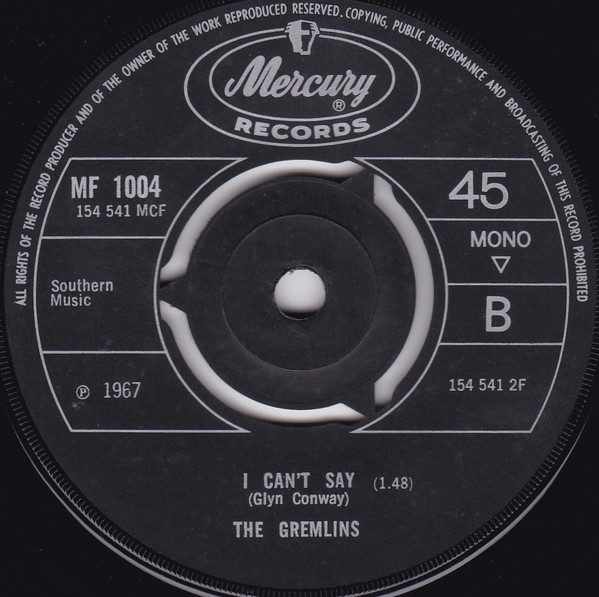 ALL RIGHTS OF THE RECORD PRODUCER AND OF THE OWNER OF THE WORK REPRODUCED RESERVED. COPYING, PUBLIC PERFORMANCE AND BROADCASTING OF THIS RECORD PROHIBITED
Mercury ®
RECORDS
MF 1004
154 541 MCF
45
MONO
Southern
Music
B
℗ 1967
154 541 2F
I CAN'T SAY (1.48)
(Glyn Conway)
THE GREMLINS